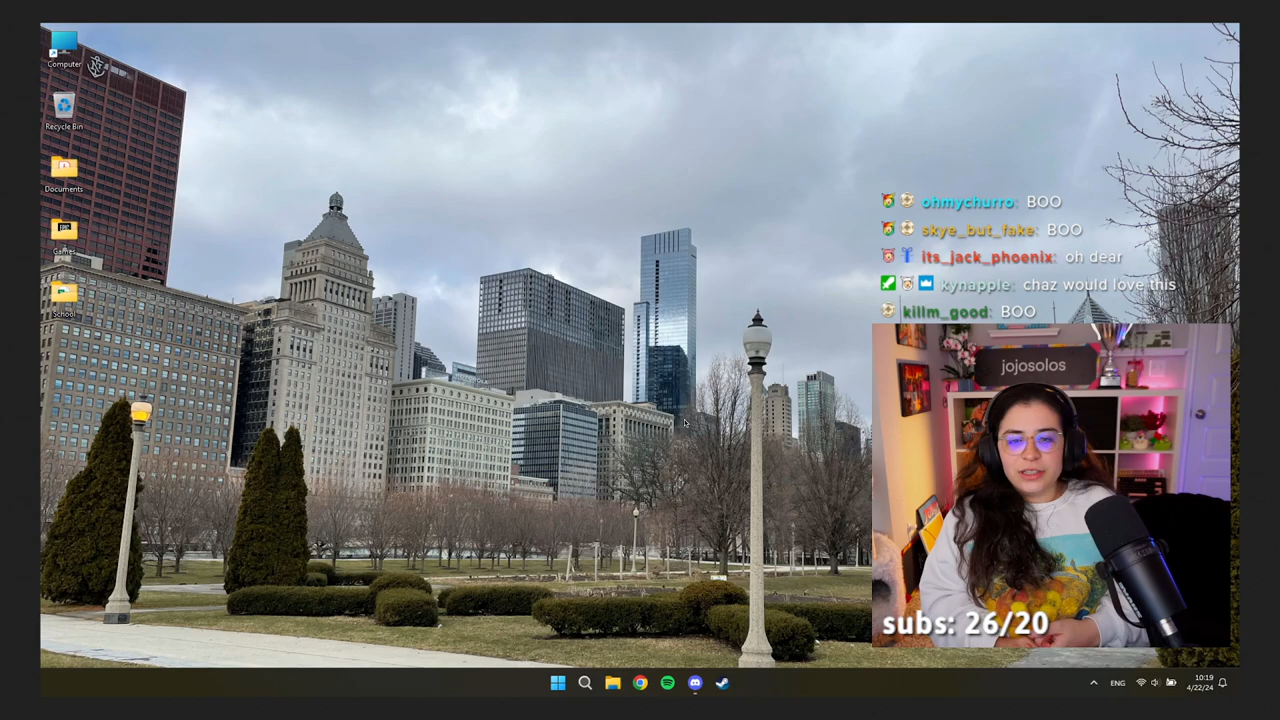 Computer
Recycle Bin
Documents
Games
School
ohmychurro: BOO
skye_but_fake: BOO
its_jack_phoenix: oh dear
kynapple: chaz would love this
killm_good: BOO
jojosolos
subs: 26/20
ENG
10:19
4/22/24